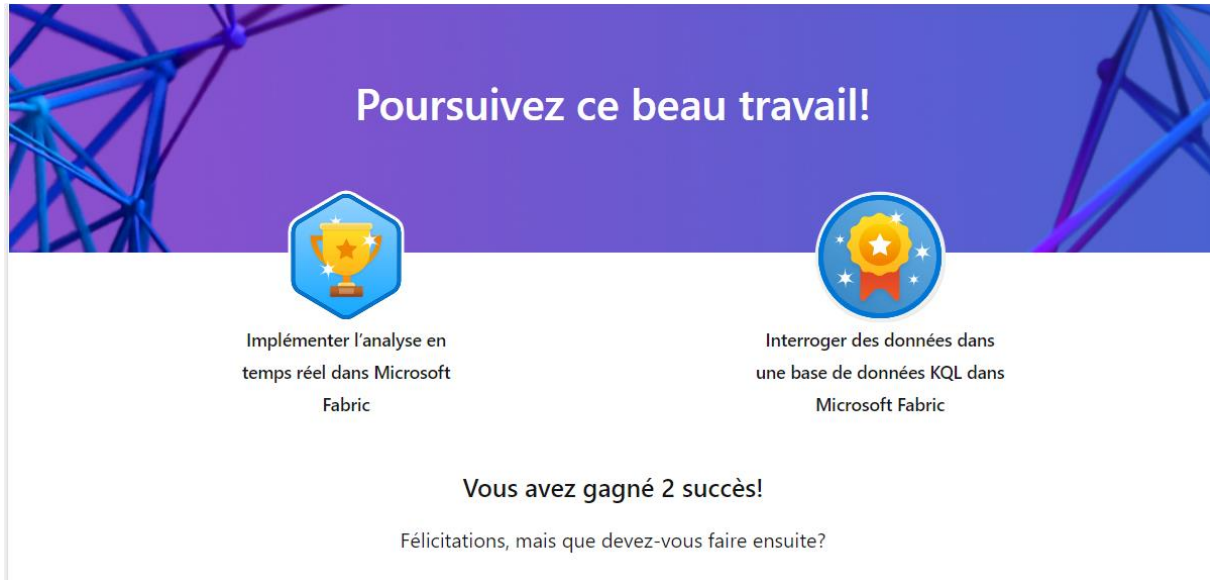 Poursuivez ce beau travail!
Implémenter l'analyse en
temps réel dans Microsoft
Fabric
Interroger des données dans
une base de données KQL dans
Microsoft Fabric
Vous avez gagné 2 succès!
Félicitations, mais que devez-vous faire ensuite?